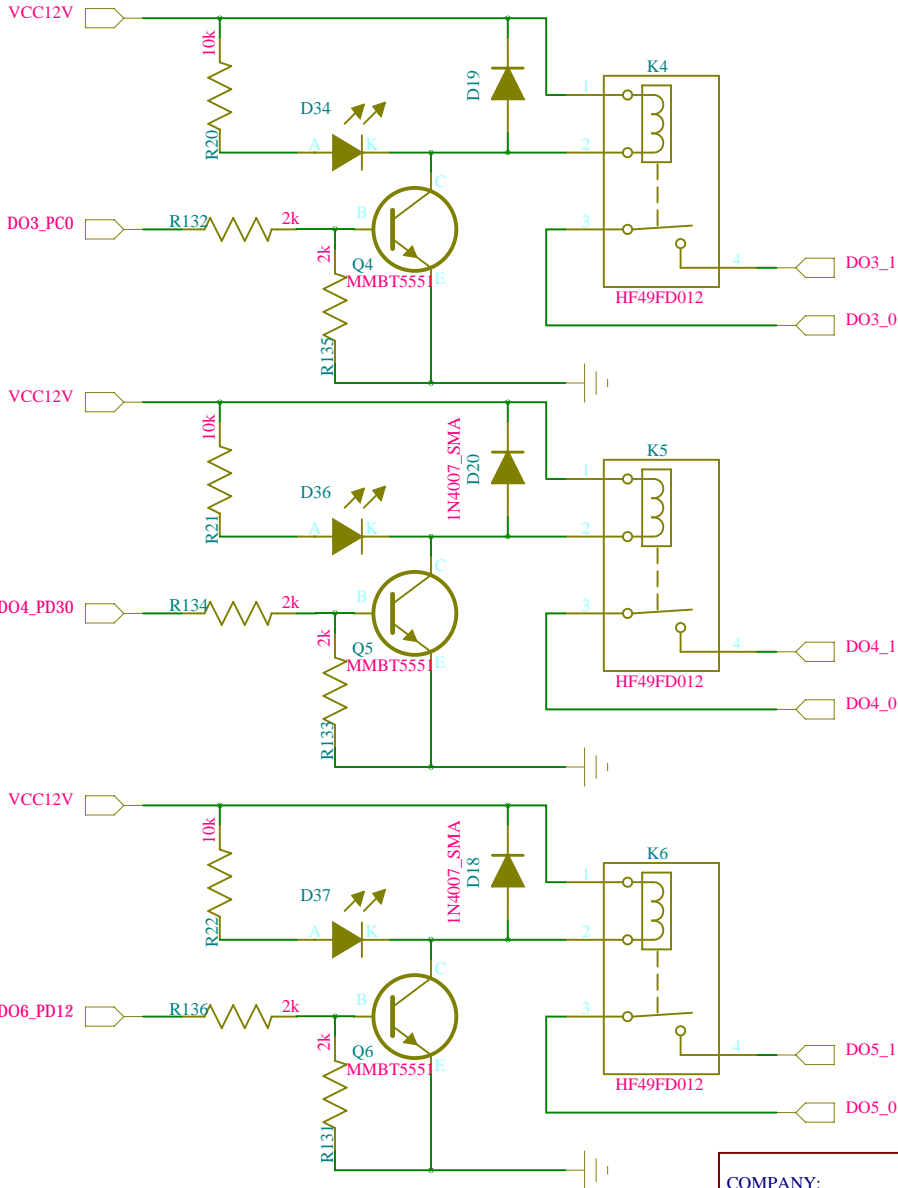 VCC12V
10k
R20
D34
A
K
D19
K4
1
2
3
4
C
B
E
DO3_PC0
R132
2k
2k
Q4
MMBT5551
R135
HF49FD012
DO3_1
DO3_0
VCC12V
10k
R21
D36
A
K
1N4007_SMA
D20
K5
1
2
3
4
C
B
E
DO4_PD30
R134
2k
2k
Q5
MMBT5551
R133
HF49FD012
DO4_1
DO4_0
VCC12V
10k
R22
D37
A
K
1N4007_SMA
D18
K6
1
2
3
4
C
B
E
DO6_PD12
R136
2k
2k
Q6
MMBT5551
R131
HF49FD012
DO5_1
DO5_0
COMPANY: